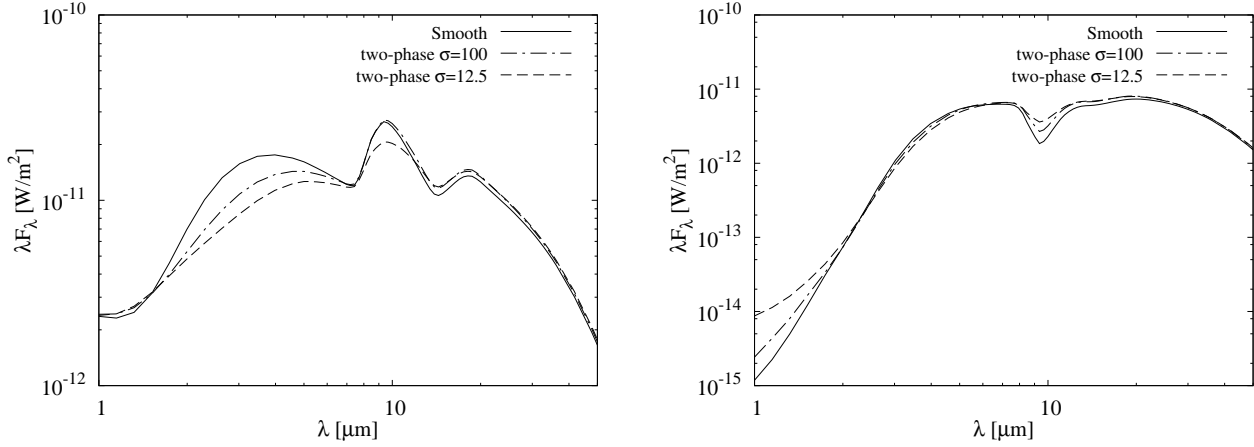 10⁻¹⁰
10⁻¹¹
10⁻¹²
λF_λ [W/m²]
1
10
λ [μm]
Smooth
two-phase σ=100
two-phase σ=12.5
10⁻¹⁰
10⁻¹¹
10⁻¹²
10⁻¹³
10⁻¹⁴
10⁻¹⁵
λF_λ [W/m²]
1
10
λ [μm]
Smooth
two-phase σ=100
two-phase σ=12.5